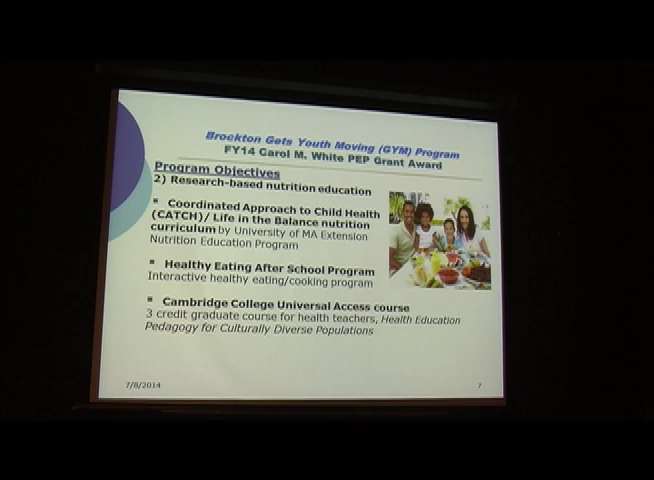 Brockton Gets Youth Moving (GYM) Program
FY14 Carol M. White PEP Grant Award
Program Objectives
2) Research-based nutrition education
▪ Coordinated Approach to Child Health
(CATCH)/ Life in the Balance nutrition
curriculum by University of MA Extension
Nutrition Education Program
▪ Healthy Eating After School Program
Interactive healthy eating/cooking program
▪ Cambridge College Universal Access course
3 credit graduate course for health teachers, Health Education
Pedagogy for Culturally Diverse Populations
7/8/2014
7